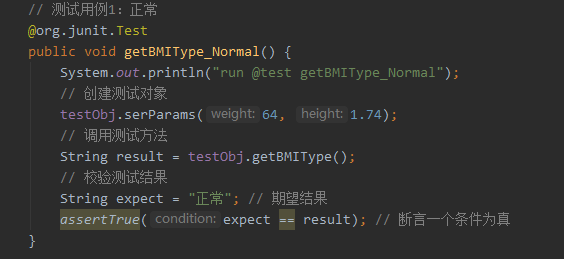 // 测试用例1：正常
@org.junit.Test
public void getBMIType_Normal() {
System.out.println("run @test getBMIType_Normal");
// 创建测试对象
testObj.serParams( weight: 64, height: 1.74);
// 调用测试方法
String result = testObj.getBMIType();
// 校验测试结果
String expect = "正常"; // 期望结果
assertTrue( condition: expect == result); // 断言一个条件为真
}